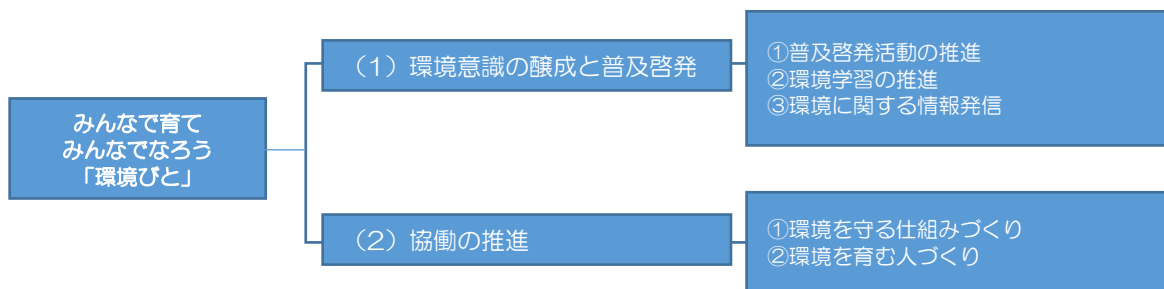 みんなで育て
みんなでなろう
「環境びと」
（1）環境意識の醸成と普及啓発
①普及啓発活動の推進
②環境学習の推進
③環境に関する情報発信
（2）協働の推進
①環境を守る仕組みづくり
②環境を育む人づくり